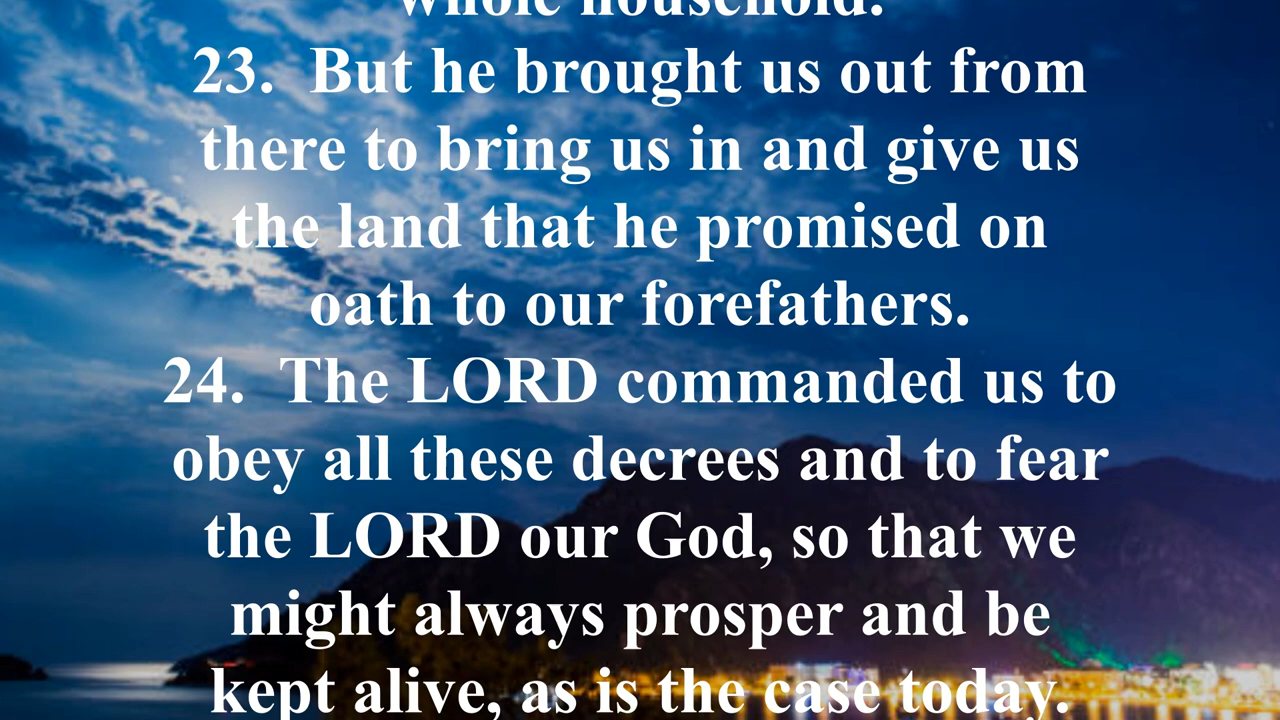 whole household.
23.  But he brought us out from
there to bring us in and give us
the land that he promised on
oath to our forefathers.
24.  The LORD commanded us to
obey all these decrees and to fear
the LORD our God, so that we
might always prosper and be
kept alive, as is the case today.